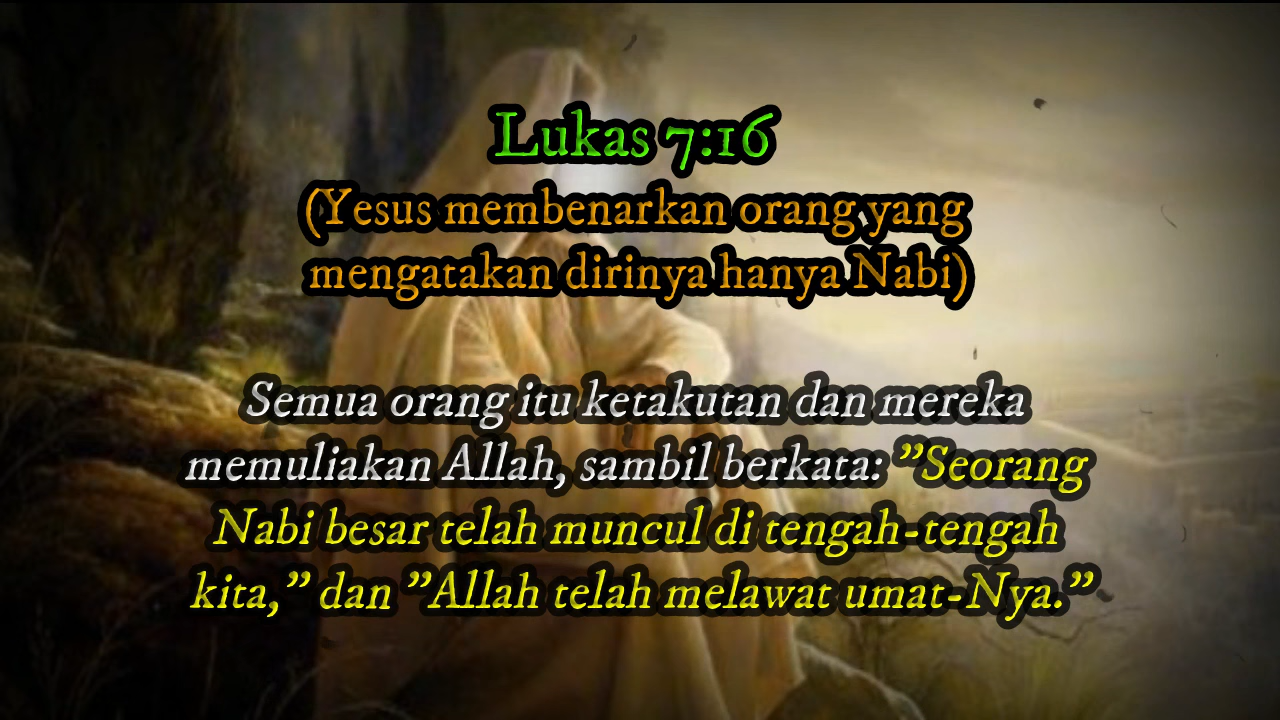 Lukas 7:16
(Yesus membenarkan orang yang
mengatakan dirinya hanya Nabi)
Semua orang itu ketakutan dan mereka
memuliakan Allah, sambil berkata: ”Seorang
Nabi besar telah muncul di tengah-tengah
kita,” dan ”Allah telah melawat umat-Nya.”